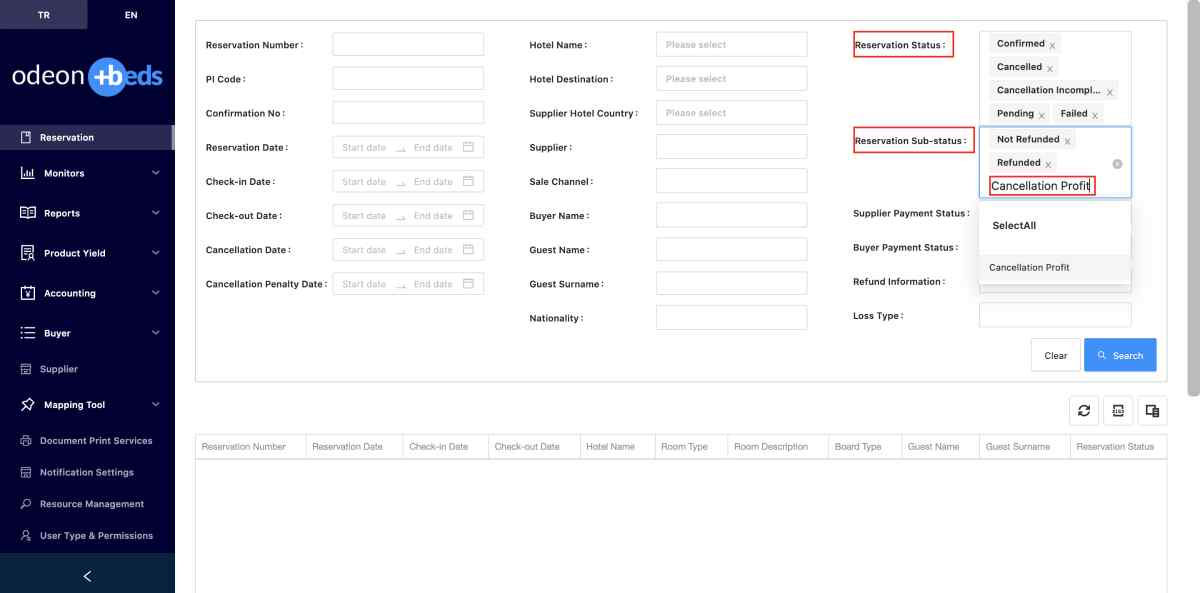 TR EN
odeon +beds
Reservation
Monitors
Reports
Product Yield
Accounting
Buyer
Supplier
Mapping Tool
Document Print Services
Notification Settings
Resource Management
User Type & Permissions
Reservation Number :
PI Code :
Confirmation No :
Reservation Date : Start date End date
Check-in Date : Start date End date
Check-out Date : Start date End date
Cancellation Date : Start date End date
Cancellation Penalty Date : Start date End date
Hotel Name : Please select
Hotel Destination : Please select
Supplier Hotel Country : Please select
Supplier :
Sale Channel :
Buyer Name :
Guest Name :
Guest Surname :
Nationality :
Reservation Status :
Confirmed x
Cancelled x
Cancellation Incompl... x
Pending x Failed x
Reservation Sub-status :
Not Refunded x
Refunded x
Cancellation Profit
SelectAll
Cancellation Profit
Supplier Payment Status :
Buyer Payment Status :
Refund Information :
Loss Type :
Clear Search
Reservation Number Reservation Date Check-in Date Check-out Date Hotel Name Room Type Room Description Board Type Guest Name Guest Surname Reservation Status